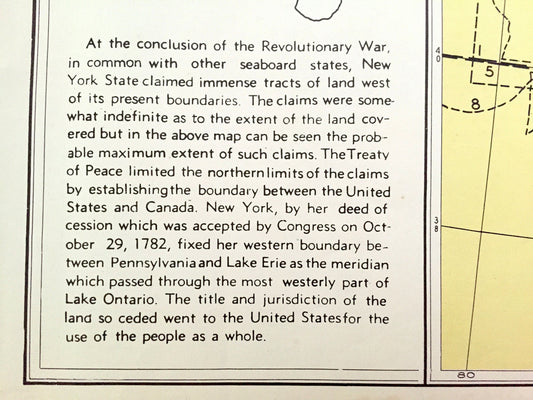 At the conclusion of the Revolutionary War,
in common with other seaboard states, New
York State claimed immense tracts of land west
of its present boundaries. The claims were some-
what indefinite as to the extent of the land cov-
ered but in the above map can be seen the prob-
able maximum extent of such claims. The Treaty
of Peace limited the northern limits of the claims
by establishing the boundary between the United
States and Canada. New York, by her deed of
cession which was accepted by Congress on Oct-
ober 29, 1782, fixed her western boundary be-
tween Pennsylvania and Lake Erie as the meridian
which passed through the most westerly part of
Lake Ontario. The title and jurisdiction of the
land so ceded went to the United States for the
use of the people as a whole.
40
5
8
38
80